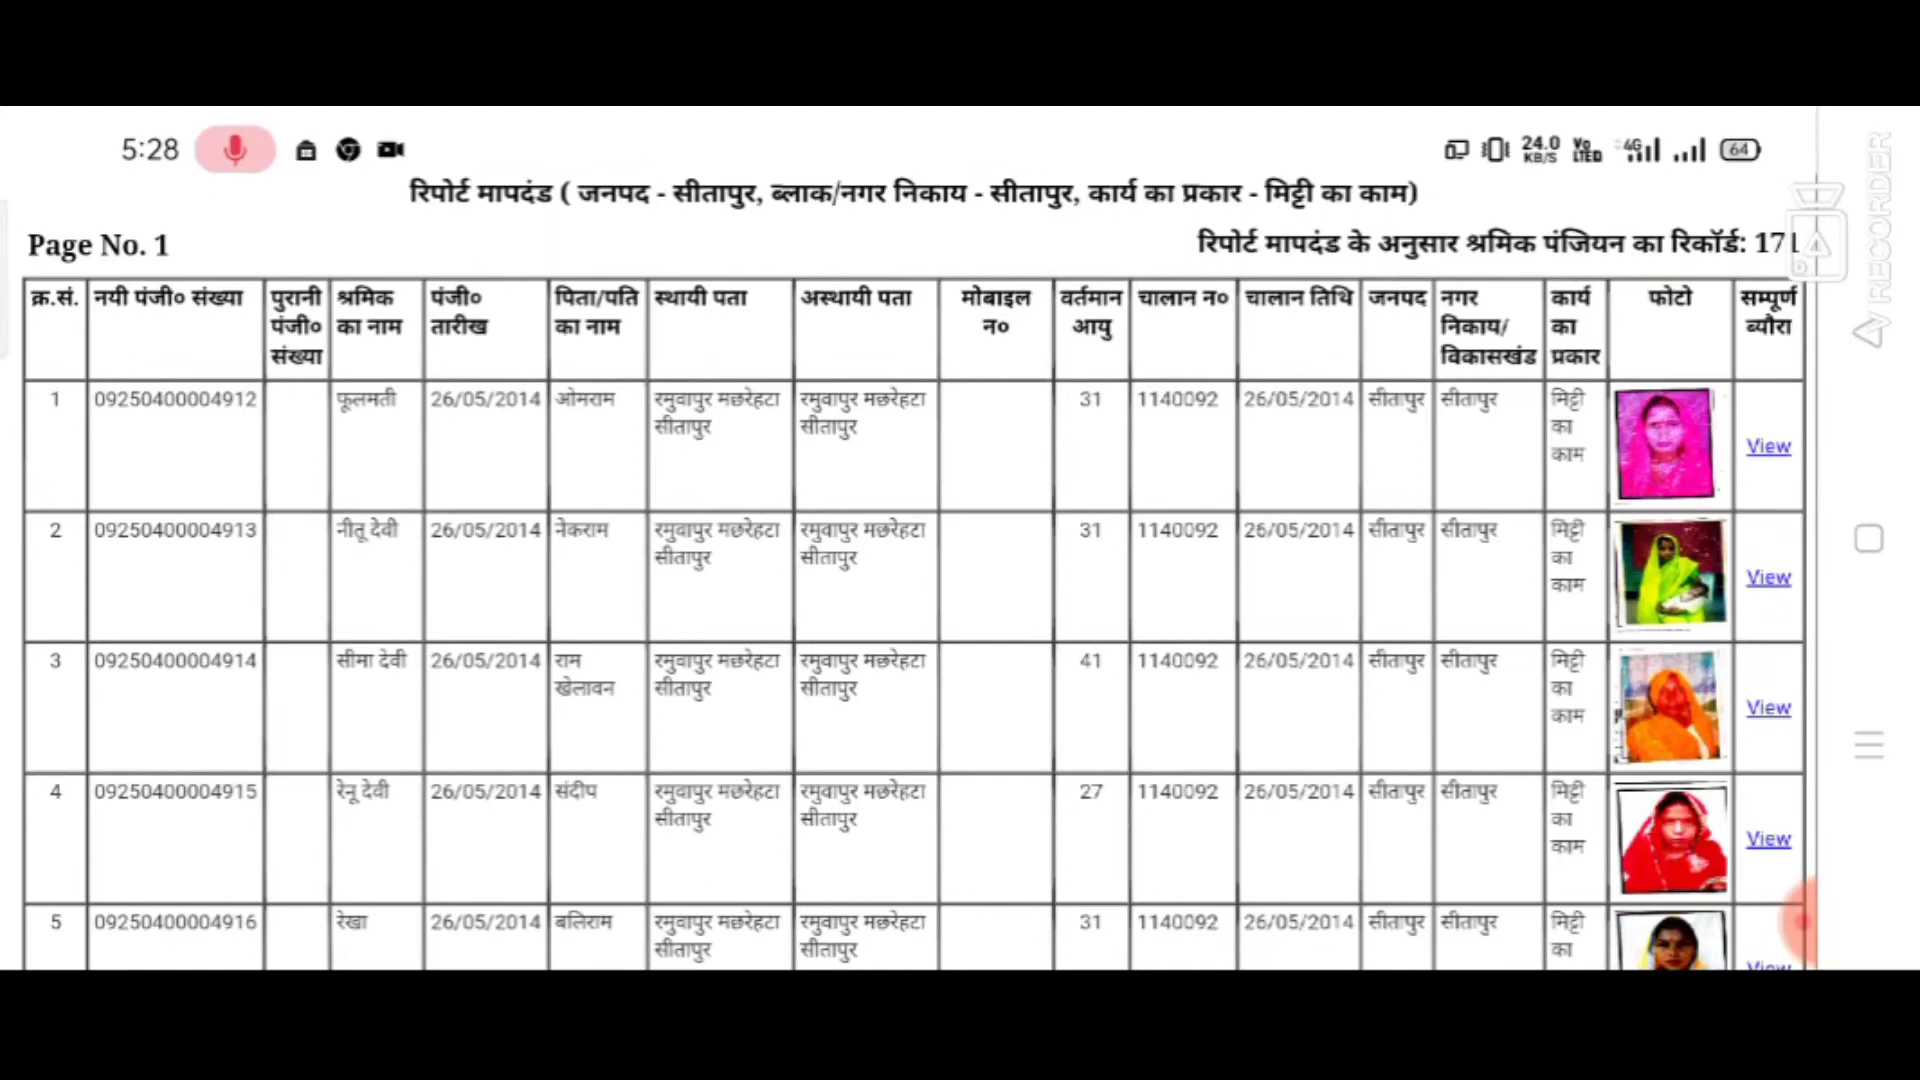 5:28 24.0 KB/S Vo LTED 4G 64
RECORDER
रिपोर्ट मापदंड ( जनपद - सीतापुर, ब्लाक/नगर निकाय - सीतापुर, कार्य का प्रकार - मिट्टी का काम)
Page No. 1 रिपोर्ट मापदंड के अनुसार श्रमिक पंजियन का रिकॉर्ड: 171
क्र.सं. नयी पंजी० संख्या पुरानी पंजी० संख्या श्रमिक का नाम पंजी० तारीख पिता/पति का नाम स्थायी पता अस्थायी पता मोबाइल न० वर्तमान आयु चालान न० चालान तिथि जनपद नगर निकाय/ विकासखंड कार्य का प्रकार फोटो सम्पूर्ण ब्यौरा
1 09250400004912 फूलमती 26/05/2014 ओमराम रमुवापुर मछरेहटा सीतापुर रमुवापुर मछरेहटा सीतापुर 31 1140092 26/05/2014 सीतापुर सीतापुर मिट्टी का काम View
2 09250400004913 नीतू देवी 26/05/2014 नेकराम रमुवापुर मछरेहटा सीतापुर रमुवापुर मछरेहटा सीतापुर 31 1140092 26/05/2014 सीतापुर सीतापुर मिट्टी का काम View
3 09250400004914 सीमा देवी 26/05/2014 राम खेलावन रमुवापुर मछरेहटा सीतापुर रमुवापुर मछरेहटा सीतापुर 41 1140092 26/05/2014 सीतापुर सीतापुर मिट्टी का काम View
4 09250400004915 रेनू देवी 26/05/2014 संदीप रमुवापुर मछरेहटा सीतापुर रमुवापुर मछरेहटा सीतापुर 27 1140092 26/05/2014 सीतापुर सीतापुर मिट्टी का काम View
5 09250400004916 रेखा 26/05/2014 बलिराम रमुवापुर मछरेहटा सीतापुर रमुवापुर मछरेहटा सीतापुर 31 1140092 26/05/2014 सीतापुर सीतापुर मिट्टी का View